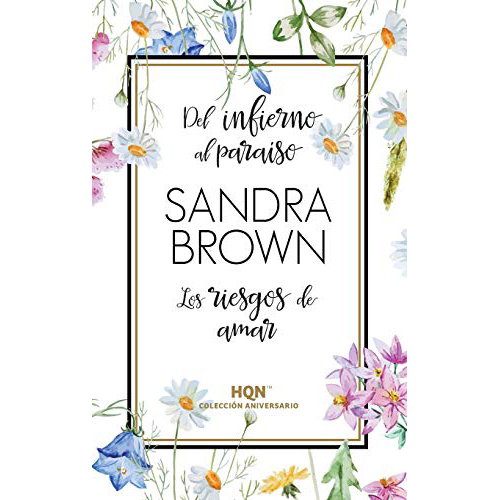 Del infierno
al paraíso
SANDRA
BROWN
Los riesgos de
amar
HQN™
COLECCIÓN ANIVERSARIO